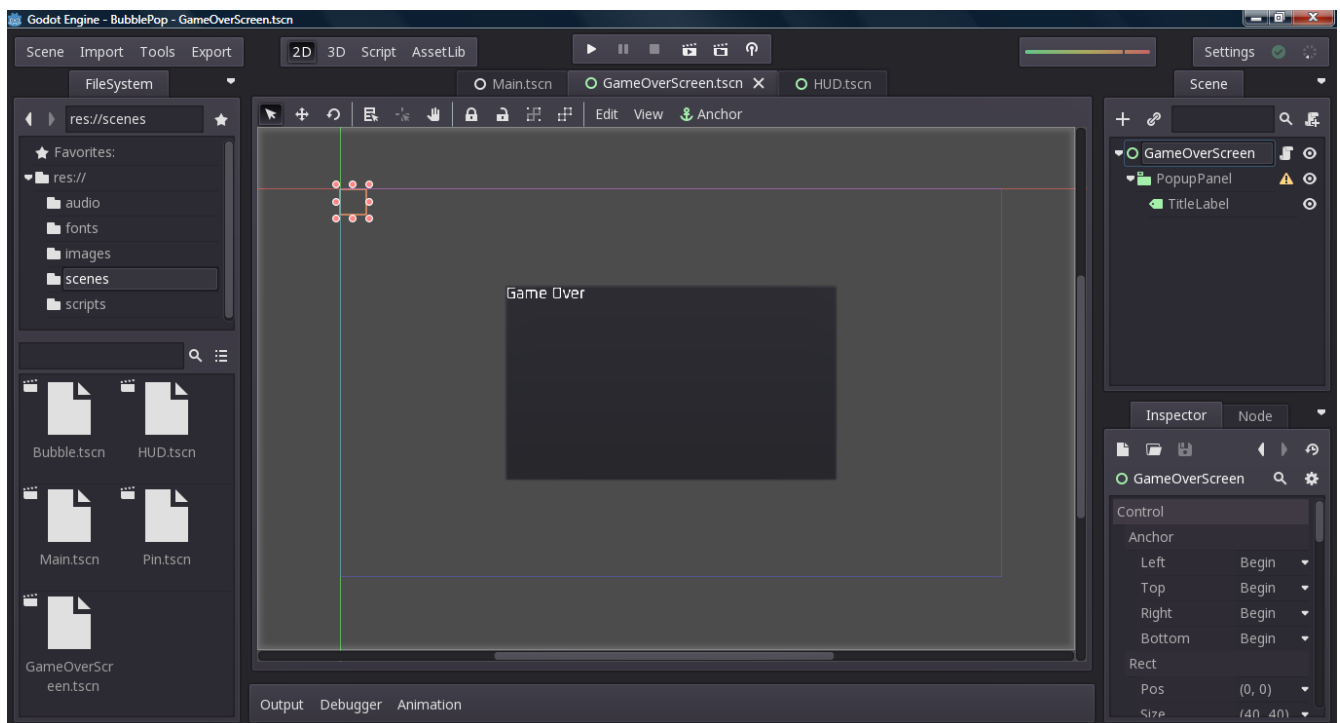 Godot Engine - BubblePop - GameOverScreen.tscn
Scene Import Tools Export
2D 3D Script AssetLib
Settings
FileSystem
Main.tscn
GameOverScreen.tscn
HUD.tscn
Scene
res://scenes
Edit View Anchor
Favorites:
res://
audio
fonts
images
scenes
scripts
GameOverScreen
PopupPanel
TitleLabel
Game Over
Bubble.tscn
HUD.tscn
Main.tscn
Pin.tscn
GameOverScr
een.tscn
Inspector Node
GameOverScreen
Control
Anchor
Left Begin
Top Begin
Right Begin
Bottom Begin
Rect
Pos (0, 0)
Size (40, 40)
Output Debugger Animation